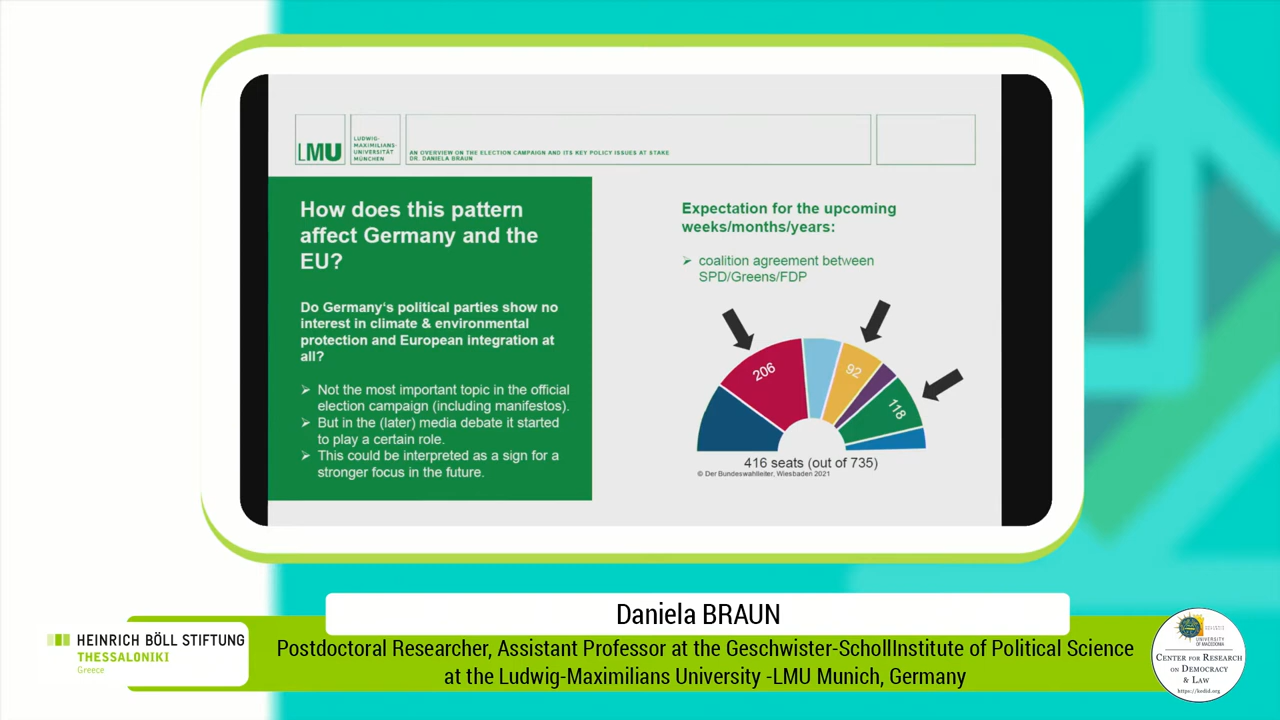 LMU
LUDWIG-
MAXIMILIANS-
UNIVERSITÄT
MÜNCHEN
AN OVERVIEW ON THE ELECTION CAMPAIGN AND ITS KEY POLICY ISSUES AT STAKE
DR. DANIELA BRAUN
How does this pattern
affect Germany and the
EU?
Do Germany's political parties show no
interest in climate & environmental
protection and European integration at
all?
➢ Not the most important topic in the official
election campaign (including manifestos).
➢ But in the (later) media debate it started
to play a certain role.
➢ This could be interpreted as a sign for a
stronger focus in the future.
Expectation for the upcoming
weeks/months/years:
➢ coalition agreement between
SPD/Greens/FDP
206
92
118
416 seats (out of 735)
© Der Bundeswahlleiter, Wiesbaden 2021
Daniela BRAUN
Postdoctoral Researcher, Assistant Professor at the Geschwister-SchollInstitute of Political Science
at the Ludwig-Maximilians University -LMU Munich, Germany
HEINRICH BÖLL STIFTUNG
THESSALONIKI
Greece
UNIVERSITY
OF MACEDONIA
CENTER FOR RESEARCH
ON DEMOCRACY
& LAW
https://kedid.org